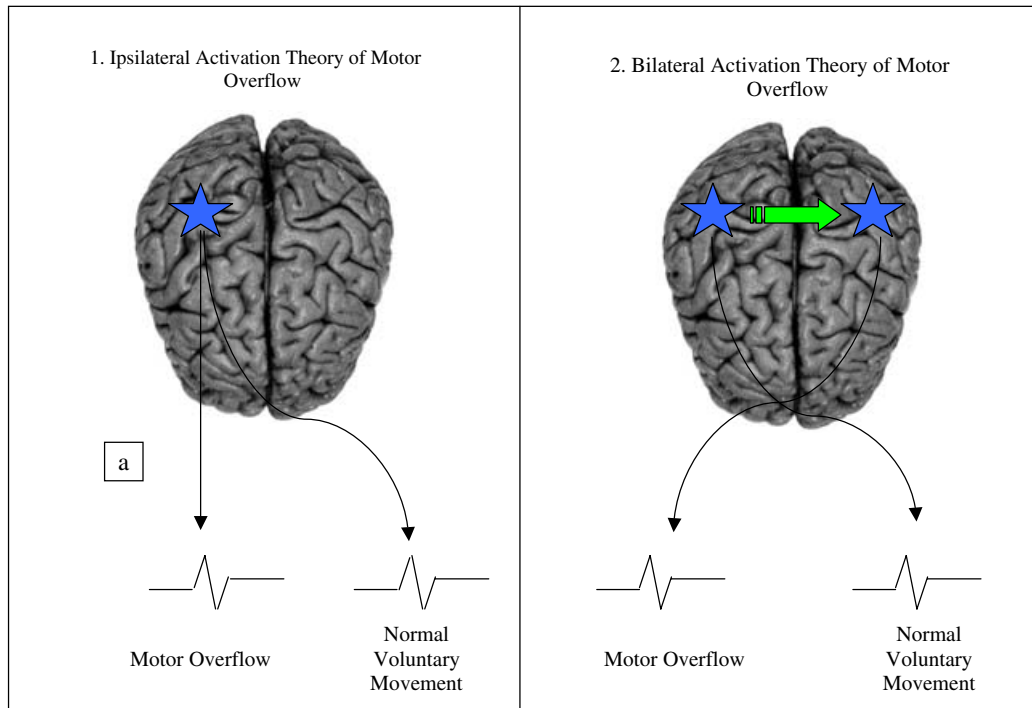 1. Ipsilateral Activation Theory of Motor
Overflow
a
Motor Overflow
Normal
Voluntary
Movement
2. Bilateral Activation Theory of Motor
Overflow
Motor Overflow
Normal
Voluntary
Movement